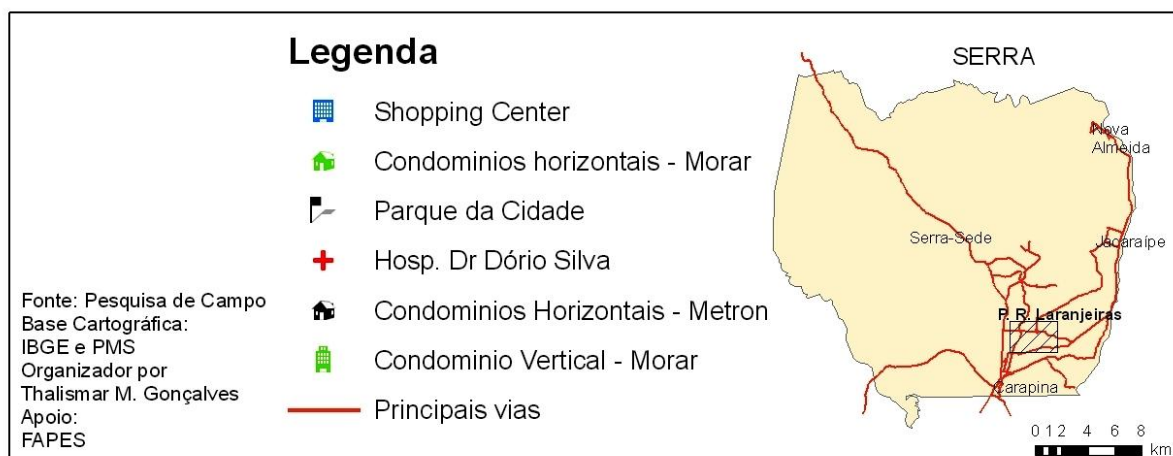 Legenda
Shopping Center
Condominios horizontais - Morar
Parque da Cidade
Hosp. Dr Dório Silva
Condominios Horizontais - Metron
Condominio Vertical - Morar
Principais vias
Fonte: Pesquisa de Campo
Base Cartográfica:
IBGE e PMS
Organizador por
Thalismar M. Gonçalves
Apoio:
FAPES
SERRA
Nova
Almeida
Serra-Sede
Jacaraípe
P. R. Laranjeiras
Carapina
0 1 2 4 6 8
km